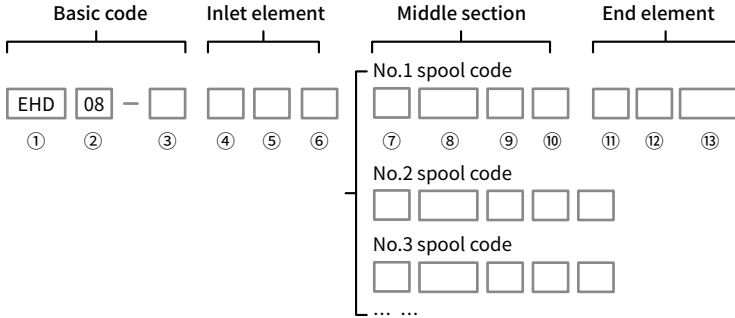 Basic code Inlet element Middle section End element
No.1 spool code
EHD 08 –
① ② ③ ④ ⑤ ⑥ ⑦ ⑧ ⑨ ⑩ ⑪ ⑫ ⑬
No.2 spool code
No.3 spool code
... ...